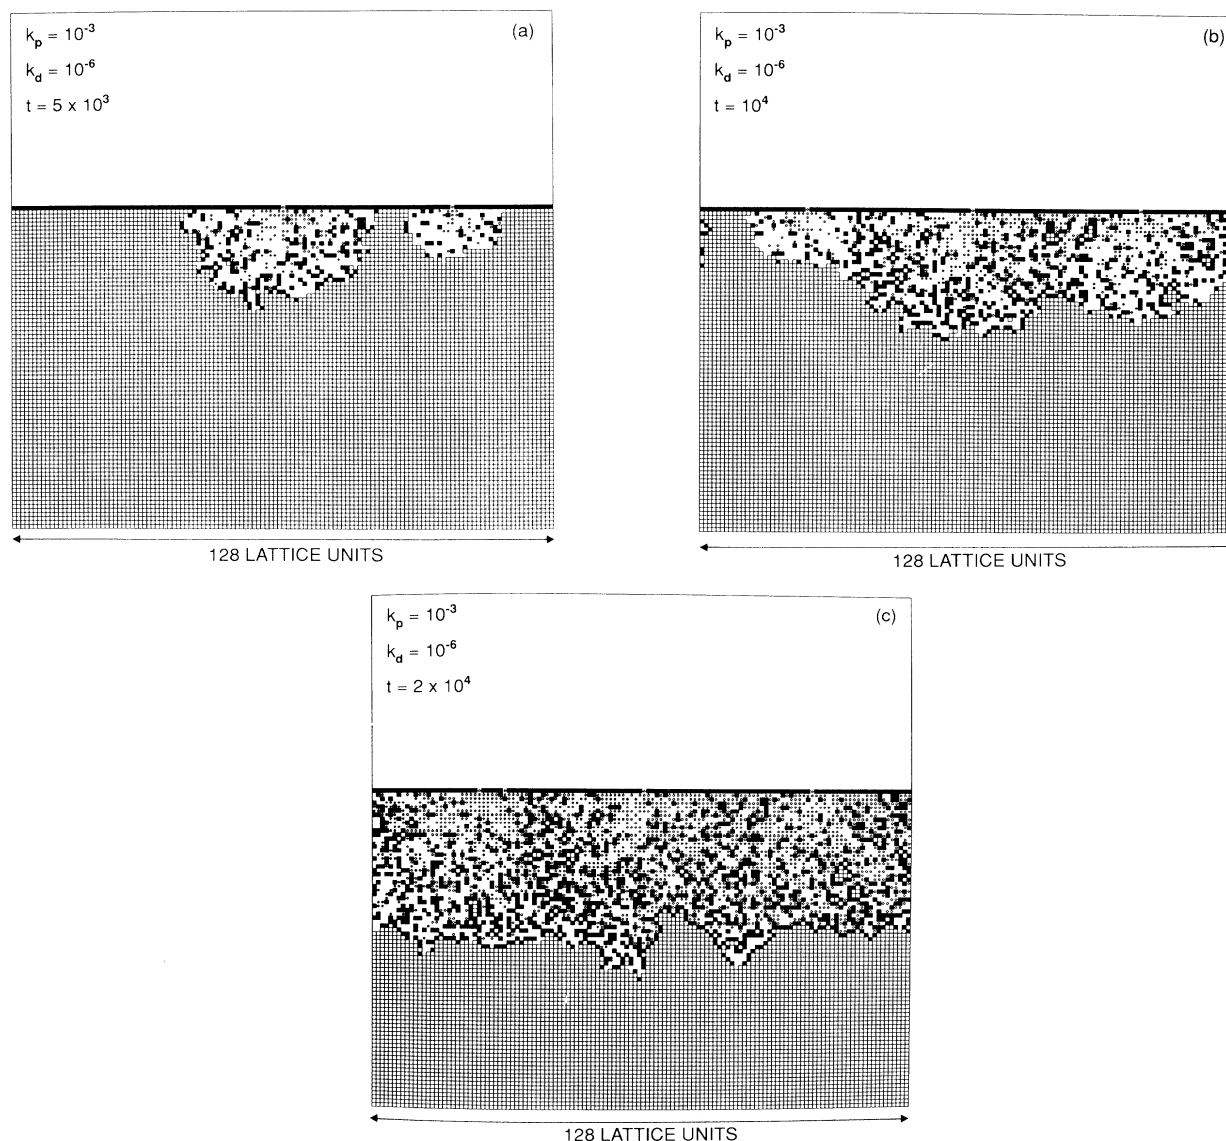 (a)
k_p = 10^-3
k_d = 10^-6
t = 5 x 10^3
128 LATTICE UNITS
(b)
k_p = 10^-3
k_d = 10^-6
t = 10^4
128 LATTICE UNITS
(c)
k_p = 10^-3
k_d = 10^-6
t = 2 x 10^4
128 LATTICE UNITS